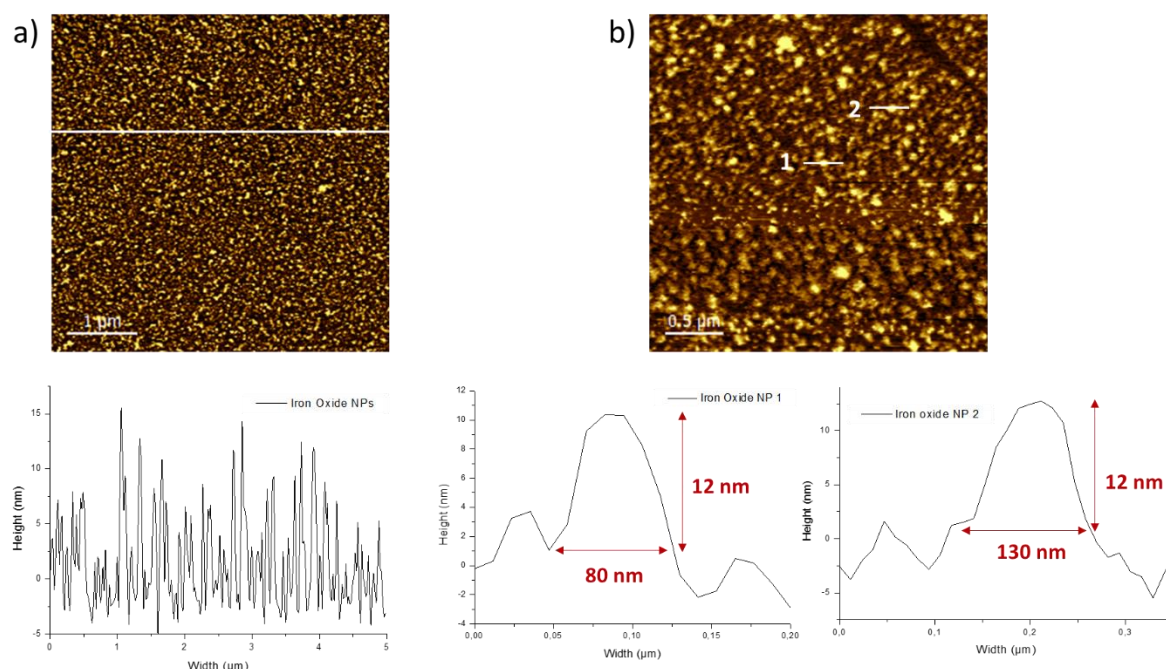 a)
1 µm
b)
2
1
0.5 µm
Iron Oxide NPs
Height (nm)
15
10
5
0
-5
0 1 2 3 4 5
Width (µm)
Iron Oxide NP 1
Height (nm)
12
10
8
6
4
2
0
-2
-4
12 nm
80 nm
0,00 0,05 0,10 0,15 0,20
Width (µm)
Iron oxide NP 2
Height (nm)
10
5
0
-5
12 nm
130 nm
0,0 0,1 0,2 0,3
Width (µm)